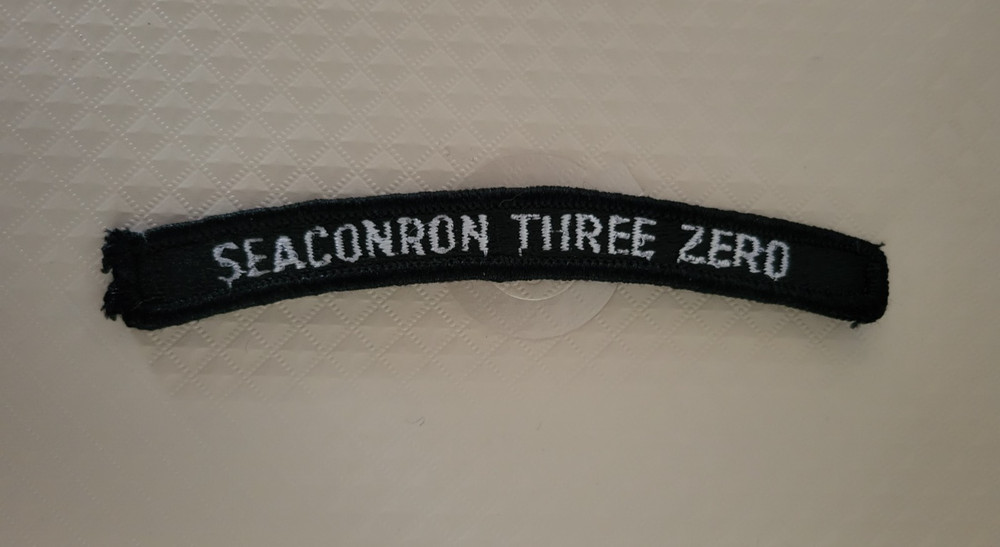 SEACONRON THREE ZERO